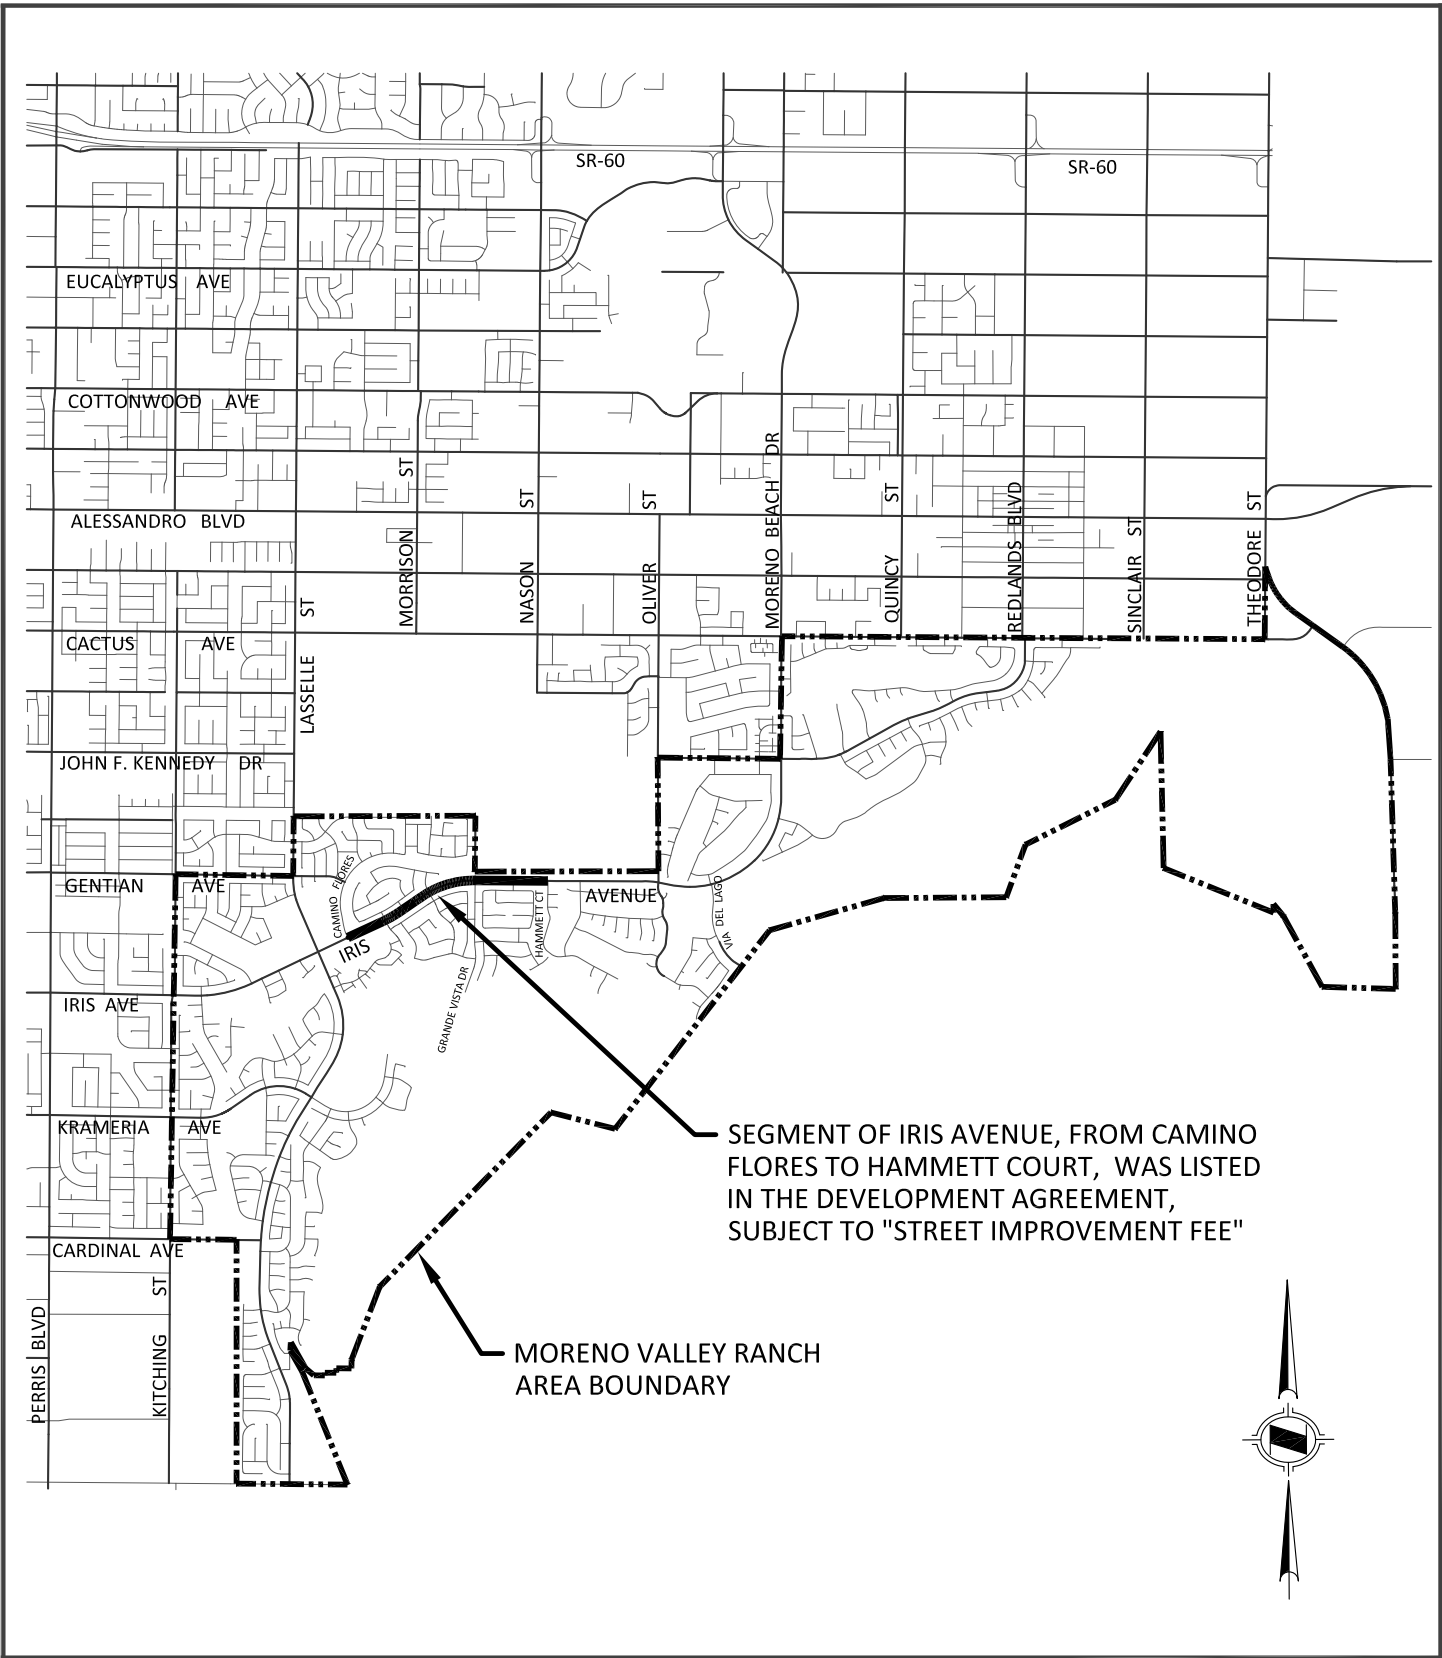 SR-60
SR-60
EUCALYPTUS AVE
COTTONWOOD AVE
ALESSANDRO BLVD
CACTUS AVE
JOHN F. KENNEDY DR
GENTIAN AVE
IRIS AVE
KRAMERIA AVE
CARDINAL AVE
PERRIS BLVD
KITCHING ST
LASSELLE ST
MORRISON ST
NASON ST
OLIVER ST
MORENO BEACH DR
QUINCY ST
REDLANDS BLVD
SINCLAIR ST
THEODORE ST
CAMINO FLORES
IRIS AVENUE
HAMMETT CT
GRANDE VISTA DR
VIA DEL LAGO
SEGMENT OF IRIS AVENUE, FROM CAMINO
FLORES TO HAMMETT COURT, WAS LISTED
IN THE DEVELOPMENT AGREEMENT,
SUBJECT TO "STREET IMPROVEMENT FEE"
MORENO VALLEY RANCH
AREA BOUNDARY